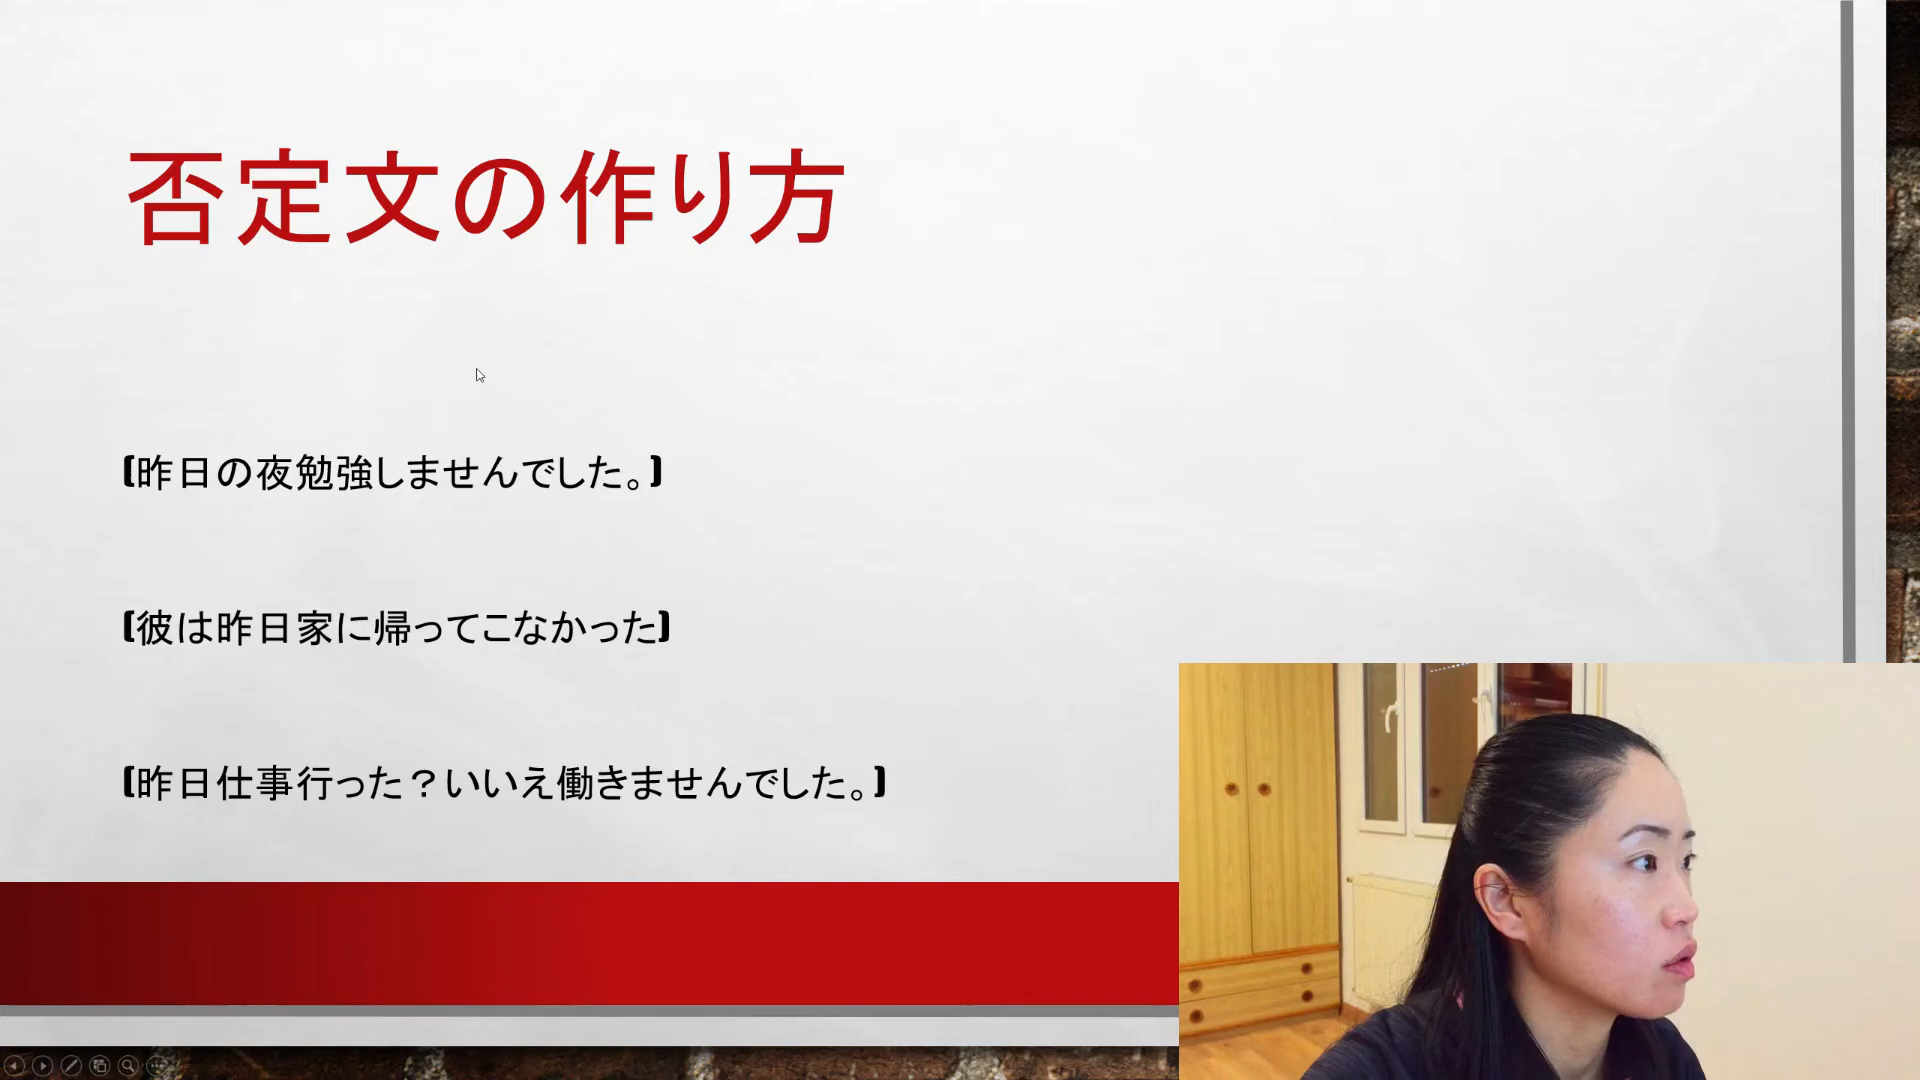 否定文の作り方
(昨日の夜勉強しませんでした。)
(彼は昨日家に帰ってこなかった)
(昨日仕事行った？いいえ働きませんでした。)